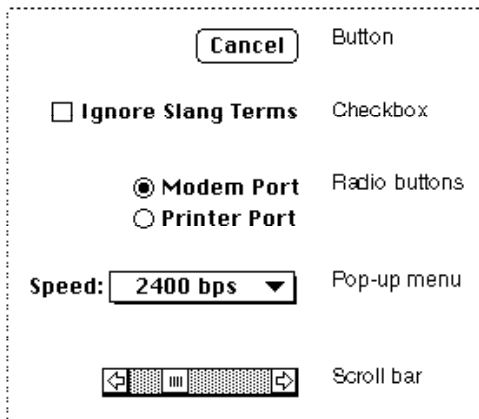 Cancel Button
Ignore Slang Terms Checkbox
Modem Port Radio buttons
Printer Port
Speed: 2400 bps Pop-up menu
Scroll bar